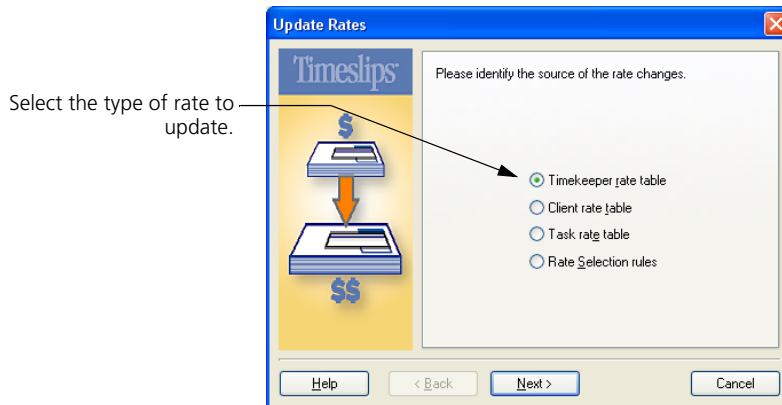 Update Rates
Timeslips
Please identify the source of the rate changes.
Select the type of rate to
update.
$
Timekeeper rate table
Client rate table
Task rate table
Rate Selection rules
$$
Help
< Back
Next >
Cancel